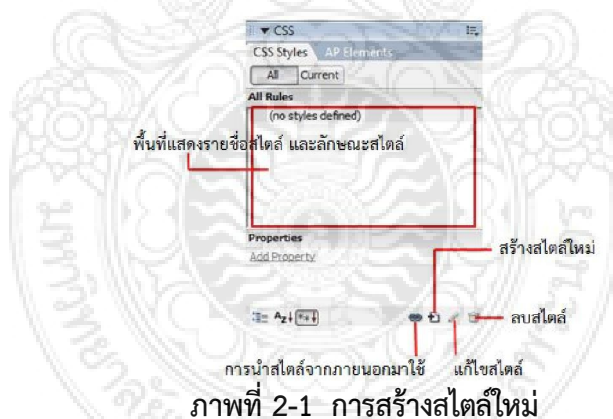 CSS
CSS Styles AP Elements
All Current
All Rules
(no styles defined)
พื้นที่แสดงรายชื่อสไตล์ และลักษณะสไตล์
Properties
สร้างสไตล์ใหม่
Add Property
ลบสไตล์
การนำสไตล์จากภายนอกมาใช้ แก้ไขสไตล์
ภาพที่ 2-1 การสร้างสไตล์ใหม่